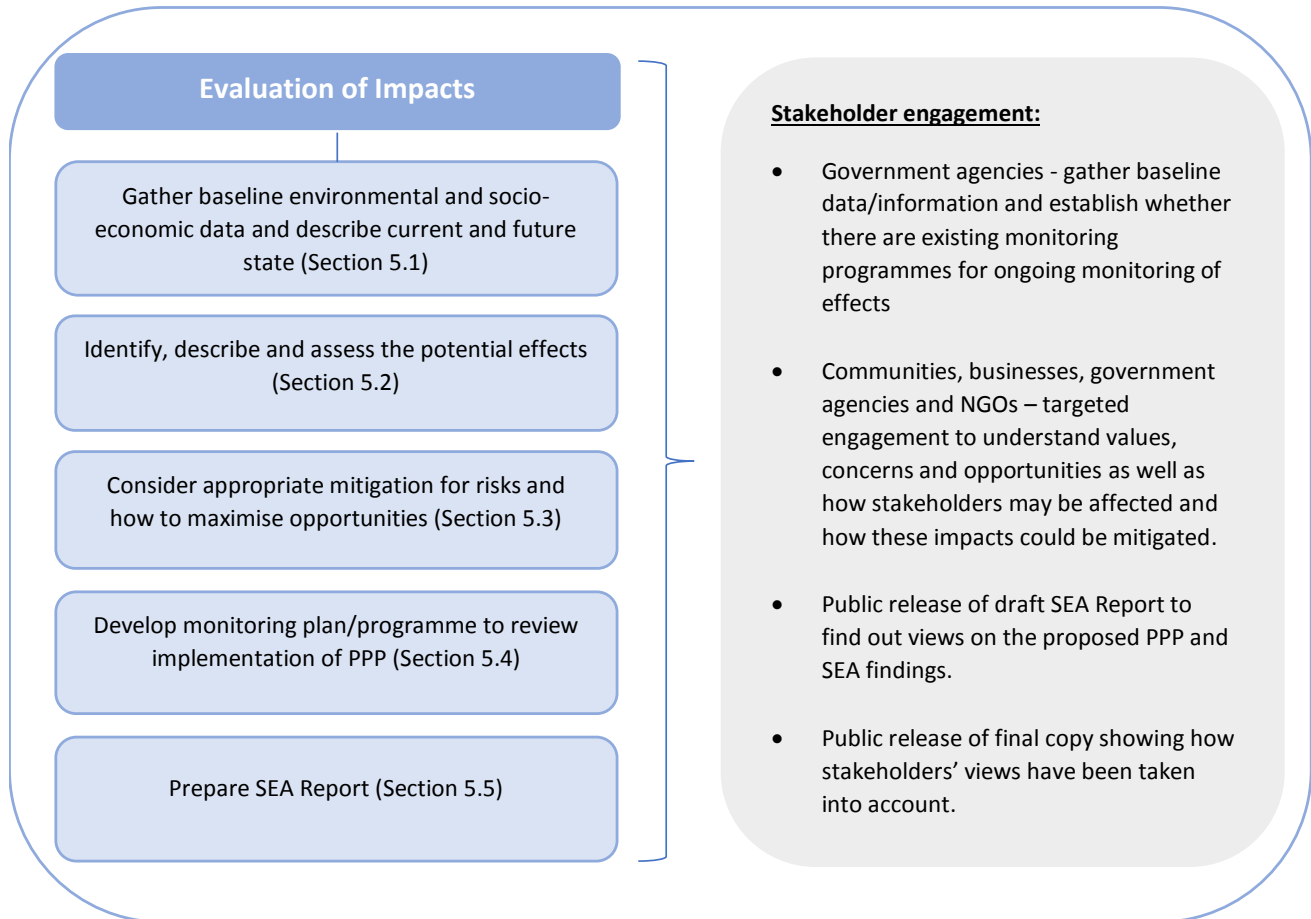 Evaluation of Impacts
Gather baseline environmental and socio-
economic data and describe current and future
state (Section 5.1)
Identify, describe and assess the potential effects
(Section 5.2)
Consider appropriate mitigation for risks and
how to maximise opportunities (Section 5.3)
Develop monitoring plan/programme to review
implementation of PPP (Section 5.4)
Prepare SEA Report (Section 5.5)
Stakeholder engagement:
• Government agencies - gather baseline
data/information and establish whether
there are existing monitoring
programmes for ongoing monitoring of
effects
• Communities, businesses, government
agencies and NGOs – targeted
engagement to understand values,
concerns and opportunities as well as
how stakeholders may be affected and
how these impacts could be mitigated.
• Public release of draft SEA Report to
find out views on the proposed PPP and
SEA findings.
• Public release of final copy showing how
stakeholders’ views have been taken
into account.